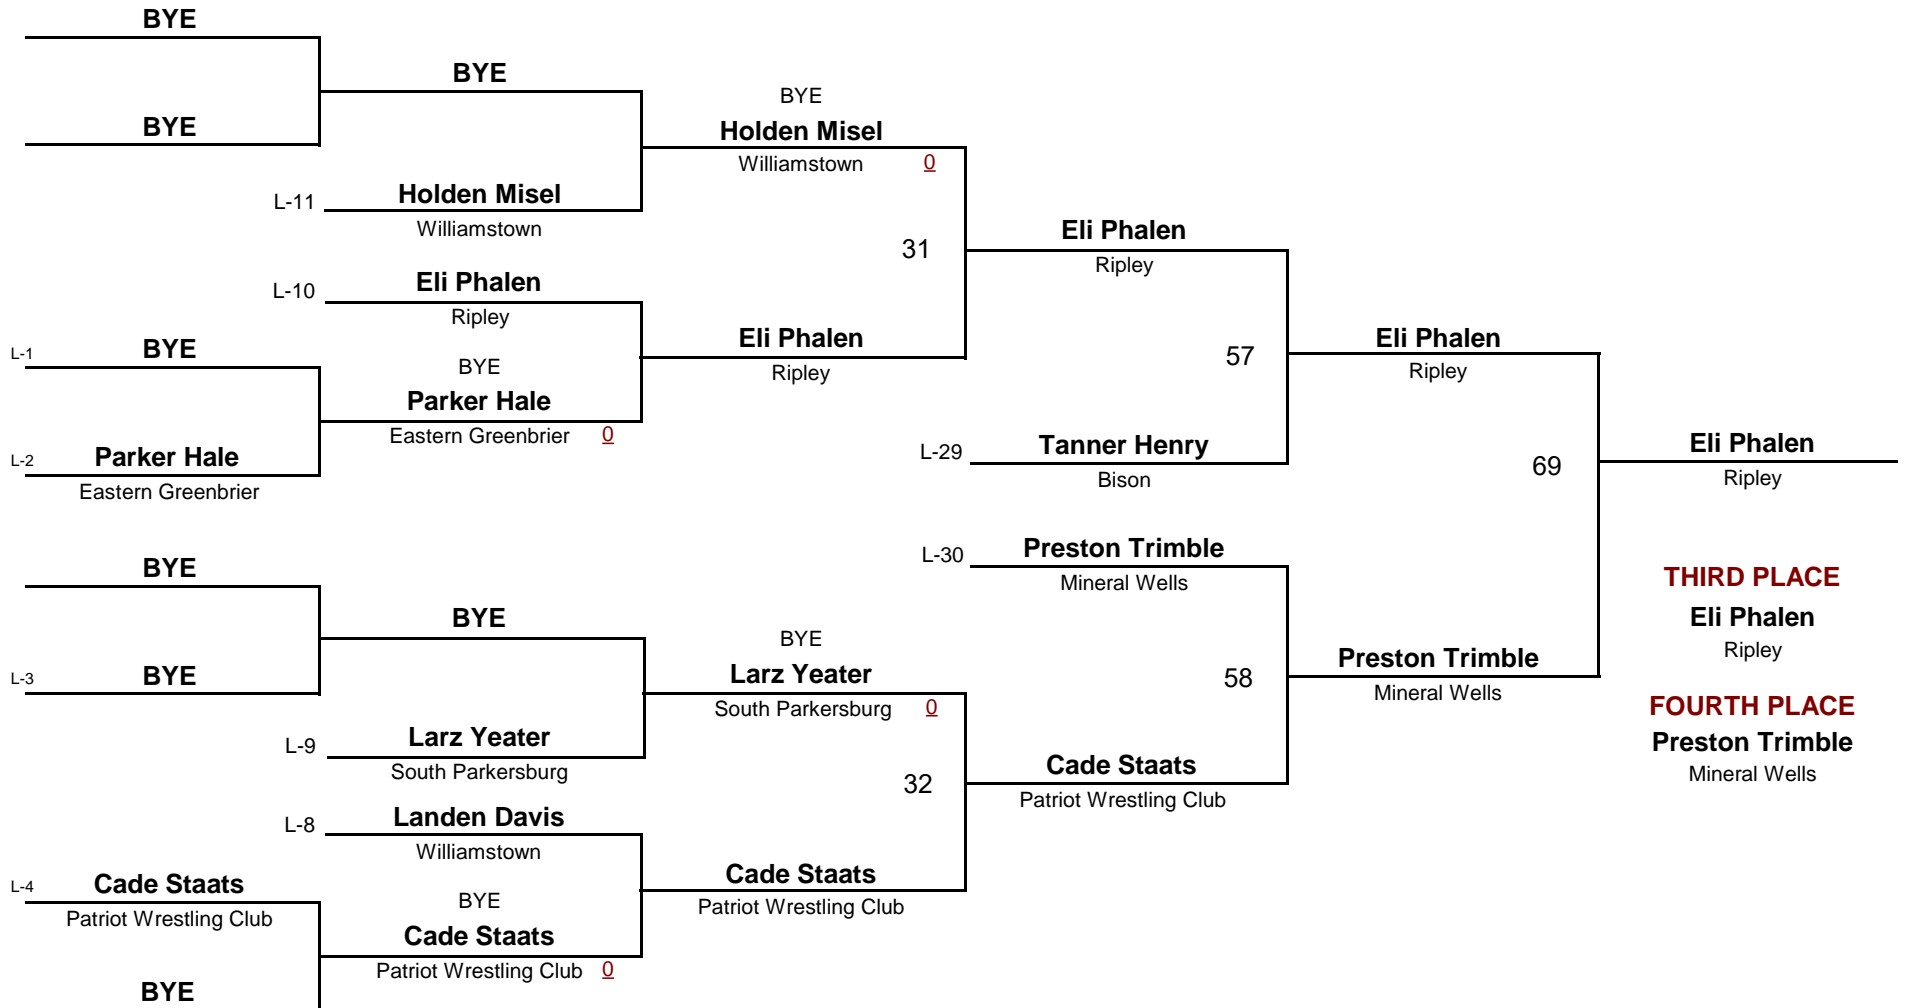 BYE
BYE
BYE
BYE
Holden Misel
Williamstown 0
L-11 Holden Misel
Williamstown
31
Eli Phalen
Ripley
L-10 Eli Phalen
Ripley
L-1 BYE
BYE
Eli Phalen
Ripley
57
Eli Phalen
Ripley
Parker Hale
Eastern Greenbrier 0
L-2 Parker Hale
Eastern Greenbrier
L-29 Tanner Henry
Bison
69
Eli Phalen
Ripley
BYE
L-30 Preston Trimble
Mineral Wells
THIRD PLACE
Eli Phalen
Ripley
BYE
BYE
L-3 BYE
Larz Yeater
South Parkersburg 0
58
Preston Trimble
Mineral Wells
FOURTH PLACE
Preston Trimble
Mineral Wells
L-9 Larz Yeater
South Parkersburg
32
Cade Staats
Patriot Wrestling Club
L-8 Landen Davis
Williamstown
L-4 Cade Staats
Patriot Wrestling Club
BYE
Cade Staats
Patriot Wrestling Club
Cade Staats
Patriot Wrestling Club 0
BYE